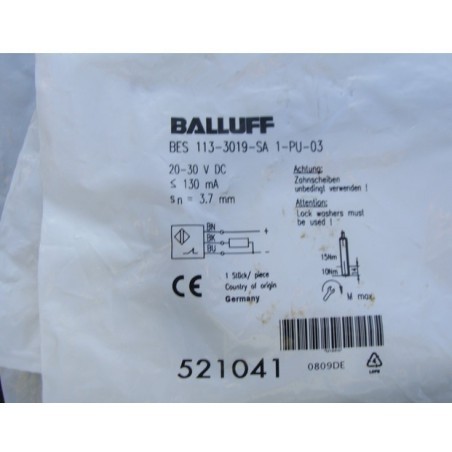 BALLUFF
BES 113-3019-SA 1-PU-03
20-30 V DC
≤ 130 mA
sn = 3.7 mm
Achtung:
Zahnscheiben
unbedingt verwenden !
Attention:
Lock washers must
be used !
BN +
BK
BU -
15Nm
10Nm
M max.
CE
1 Stück/ piece
Country of origin
Germany
521041
0809DE